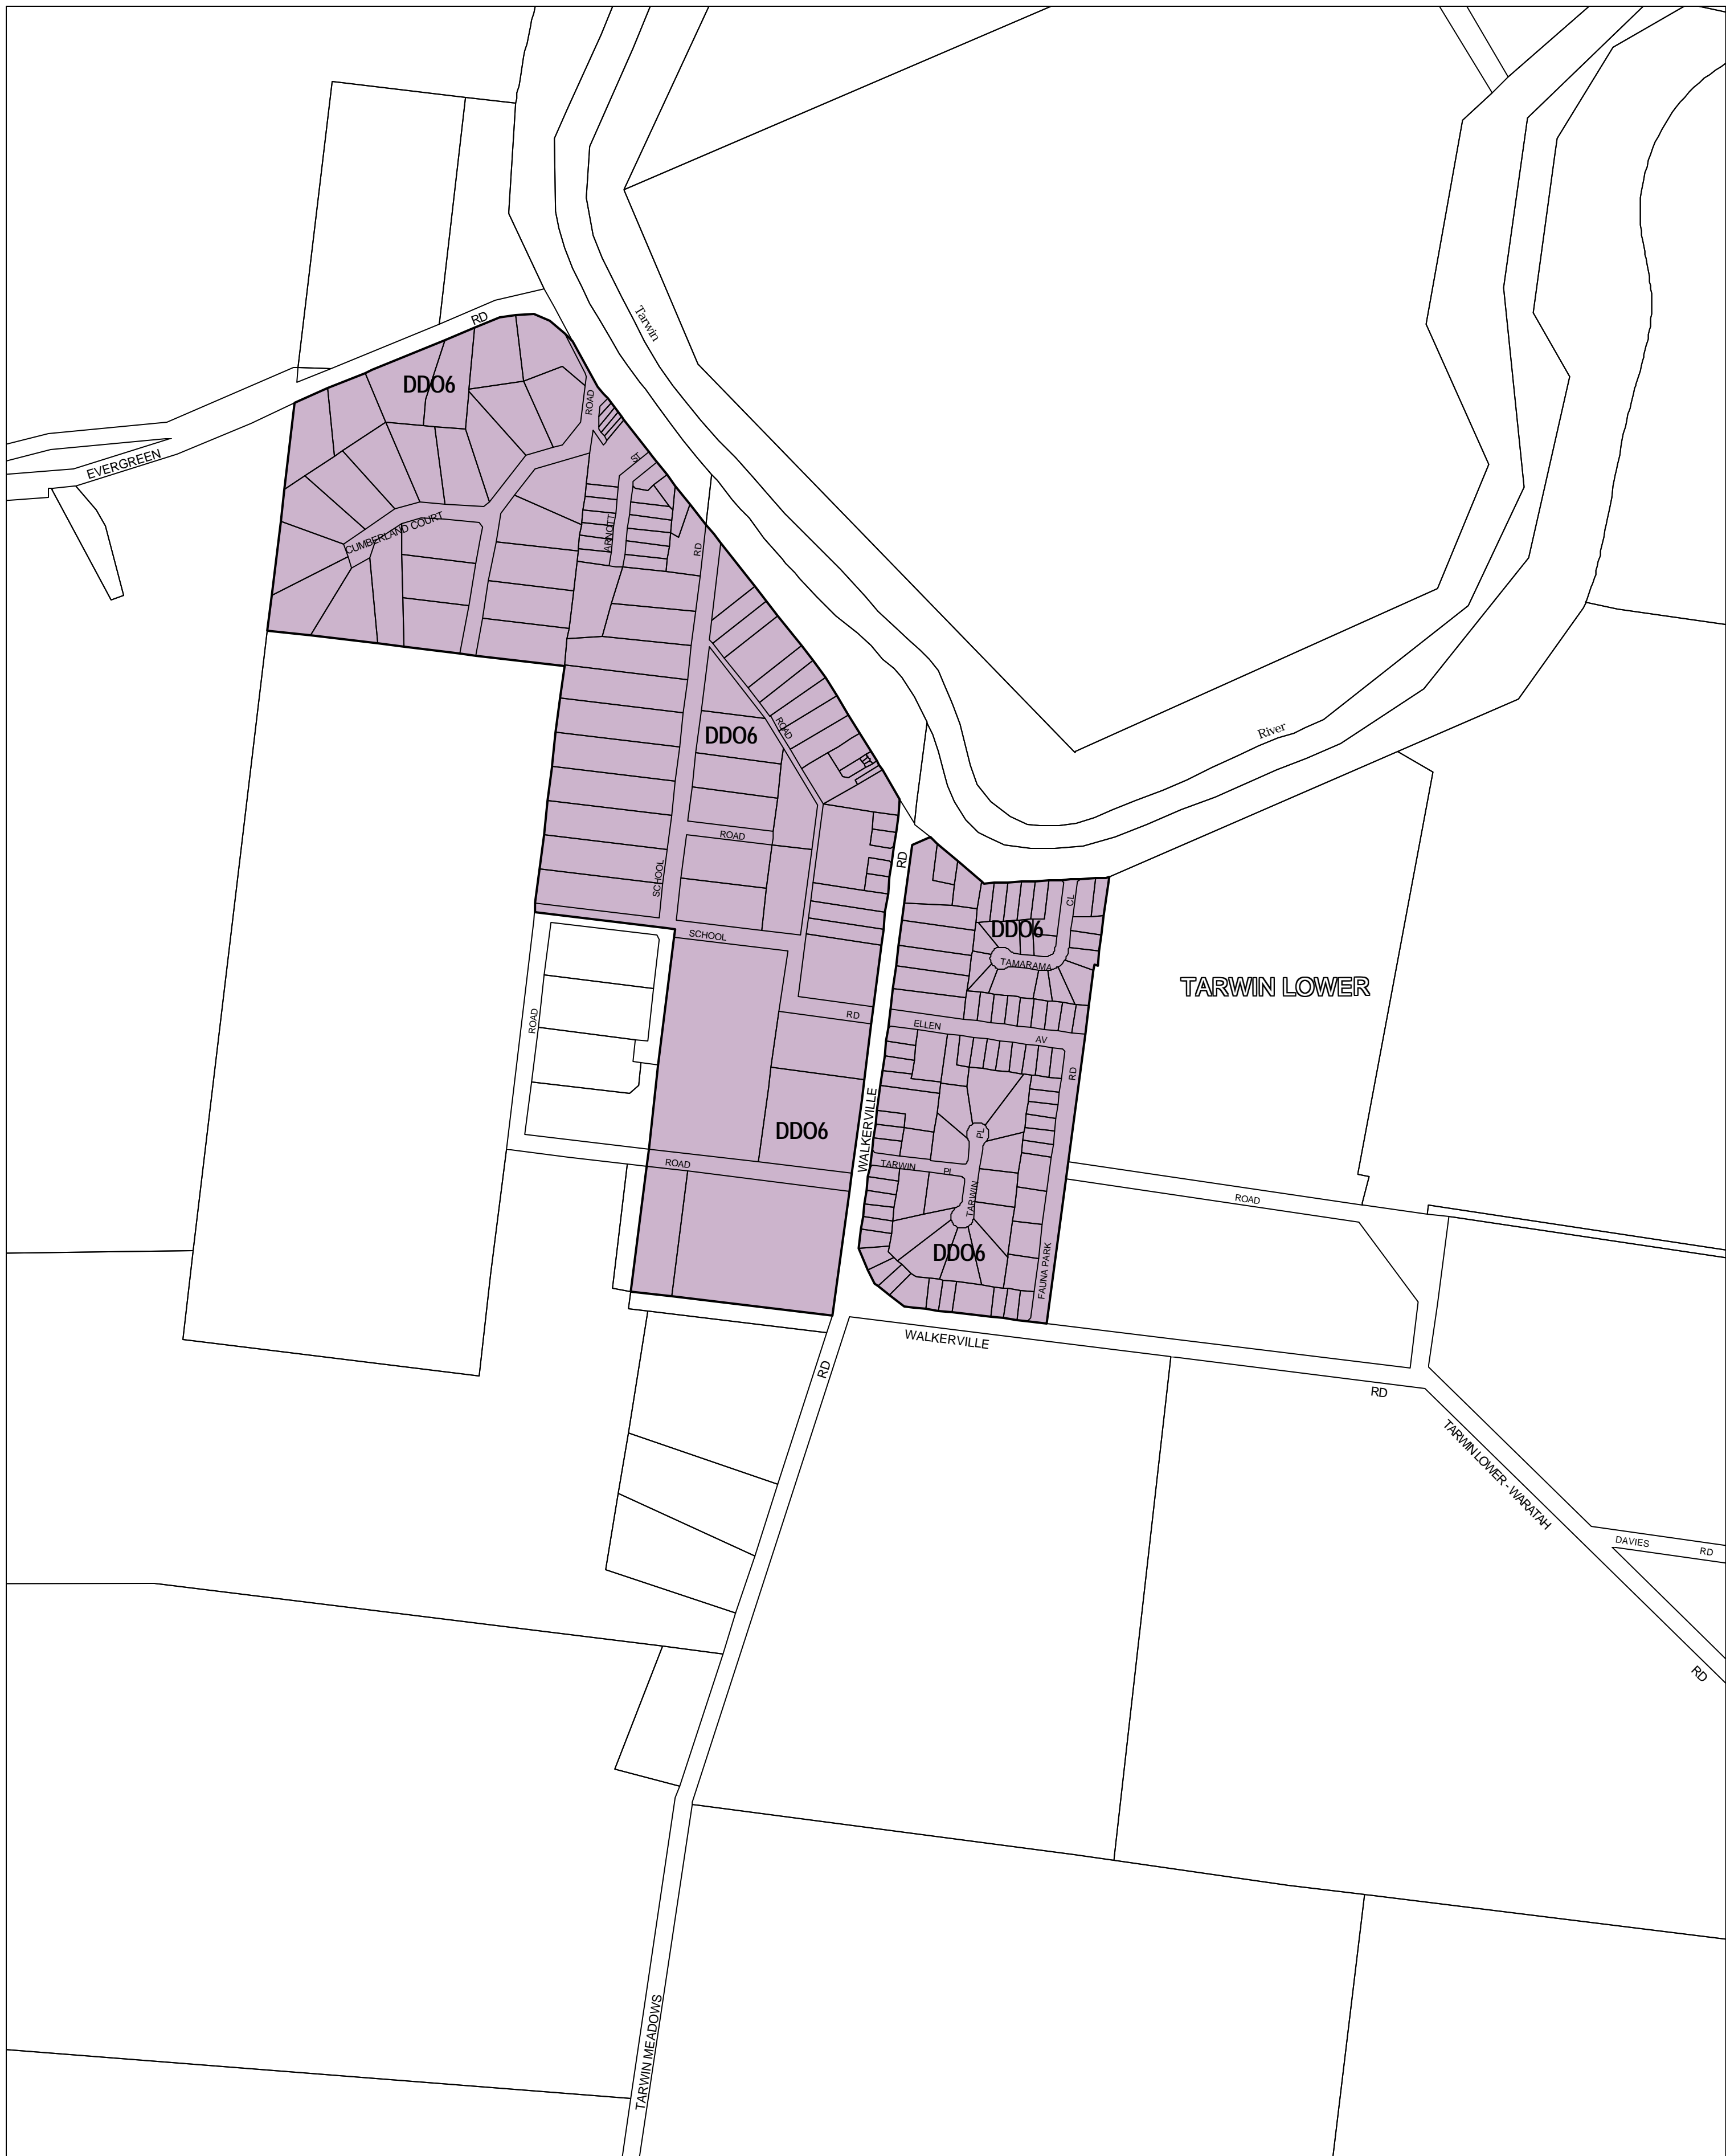 RD
Tarwin
DDO6
ROAD
EVERGREEN
ST
CUMBERLAND COURT
ARNOTT
RD
River
ROAD
DDO6
ROAD
RD
SCHOOL
CL
DDO6
SCHOOL
TAMARAMA
TARWIN LOWER
ROAD
RD
ELLEN
AV
RD
WALKERVILLE
DDO6
PL
ROAD
TARWIN
PL
TARWIN
ROAD
DDO6
FAUNA PARK
WALKERVILLE
RD
RD
TARWIN LOWER - WARATAH
DAVIES
RD
RD
TARWIN MEADOWS